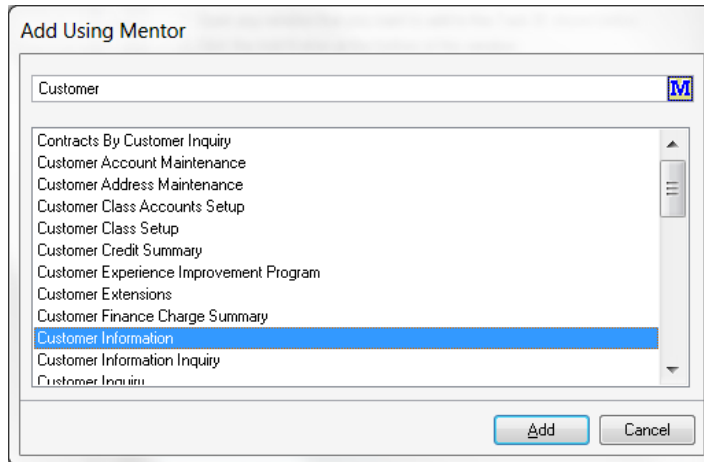 Add Using Mentor
Customer
M
Contracts By Customer Inquiry
Customer Account Maintenance
Customer Address Maintenance
Customer Class Accounts Setup
Customer Class Setup
Customer Credit Summary
Customer Experience Improvement Program
Customer Extensions
Customer Finance Charge Summary
Customer Information
Customer Information Inquiry
Customer Inquiry
Add
Cancel